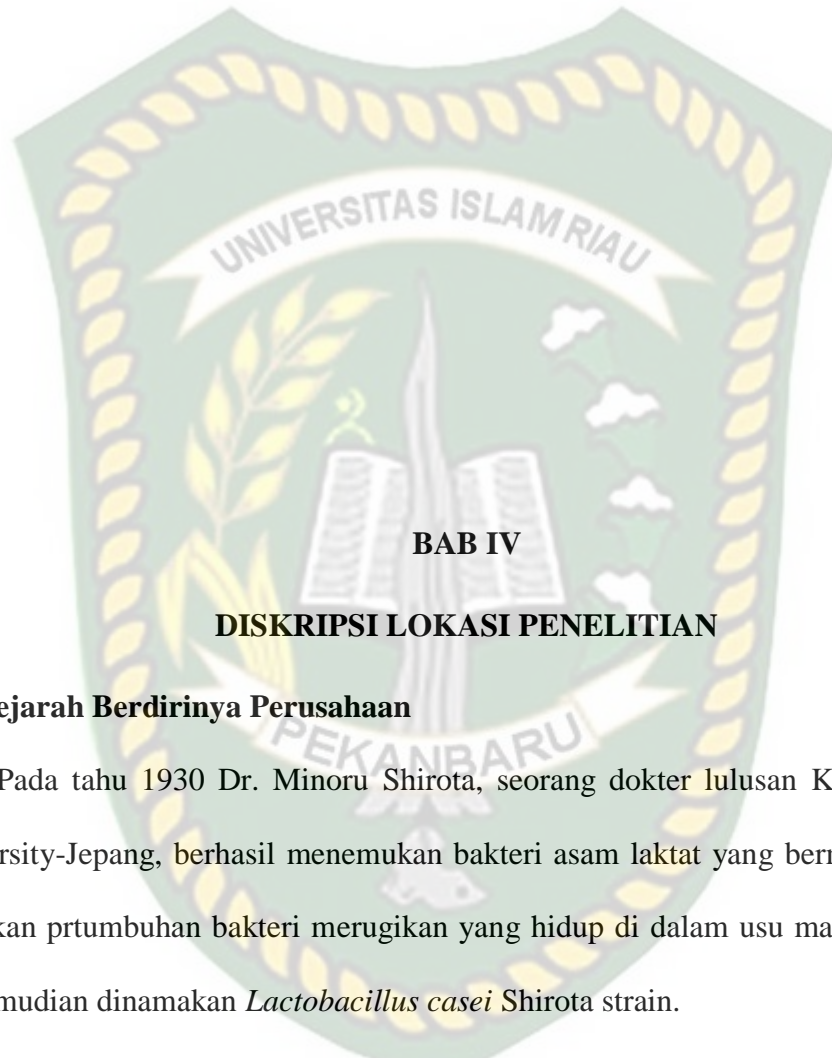 UNIVERSITAS ISLAM RIAU
BAB IV
DISKRIPSI LOKASI PENELITIAN
ejarah Berdirinya Perusahaan
PEKANBARU
Pada tahu 1930 Dr. Minoru Shirota, seorang dokter lulusan K
rsity-Jepang, berhasil menemukan bakteri asam laktat yang berm
kan prtumbuhan bakteri merugikan yang hidup di dalam usu ma
mudian dinamakan Lactobacillus casei Shirota strain.